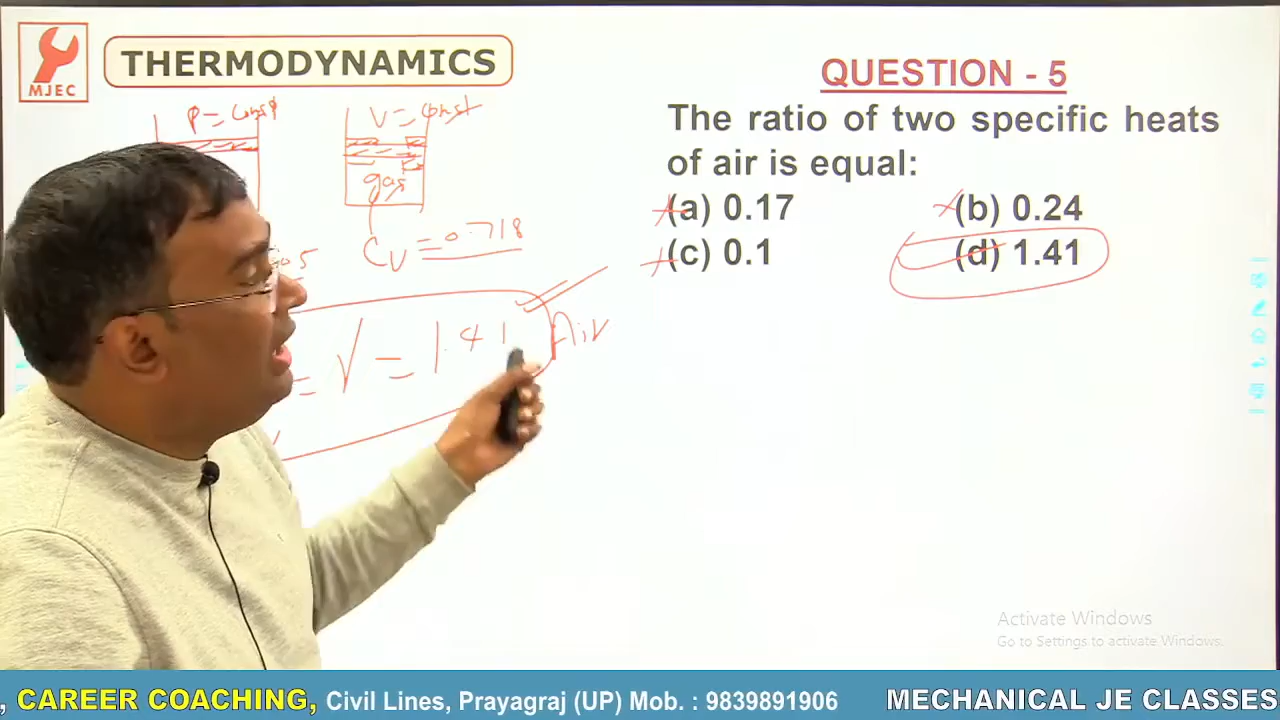 MJEC
THERMODYNAMICS
P = Const
V = Const
gas
Cv = 0.718
= γ = 1.41
Air
QUESTION - 5
The ratio of two specific heats
of air is equal:
(a) 0.17 (b) 0.24
(c) 0.1 (d) 1.41
Activate Windows
Go to Settings to activate Windows.
, CAREER COACHING, Civil Lines, Prayagraj (UP) Mob. : 9839891906 MECHANICAL JE CLASSES